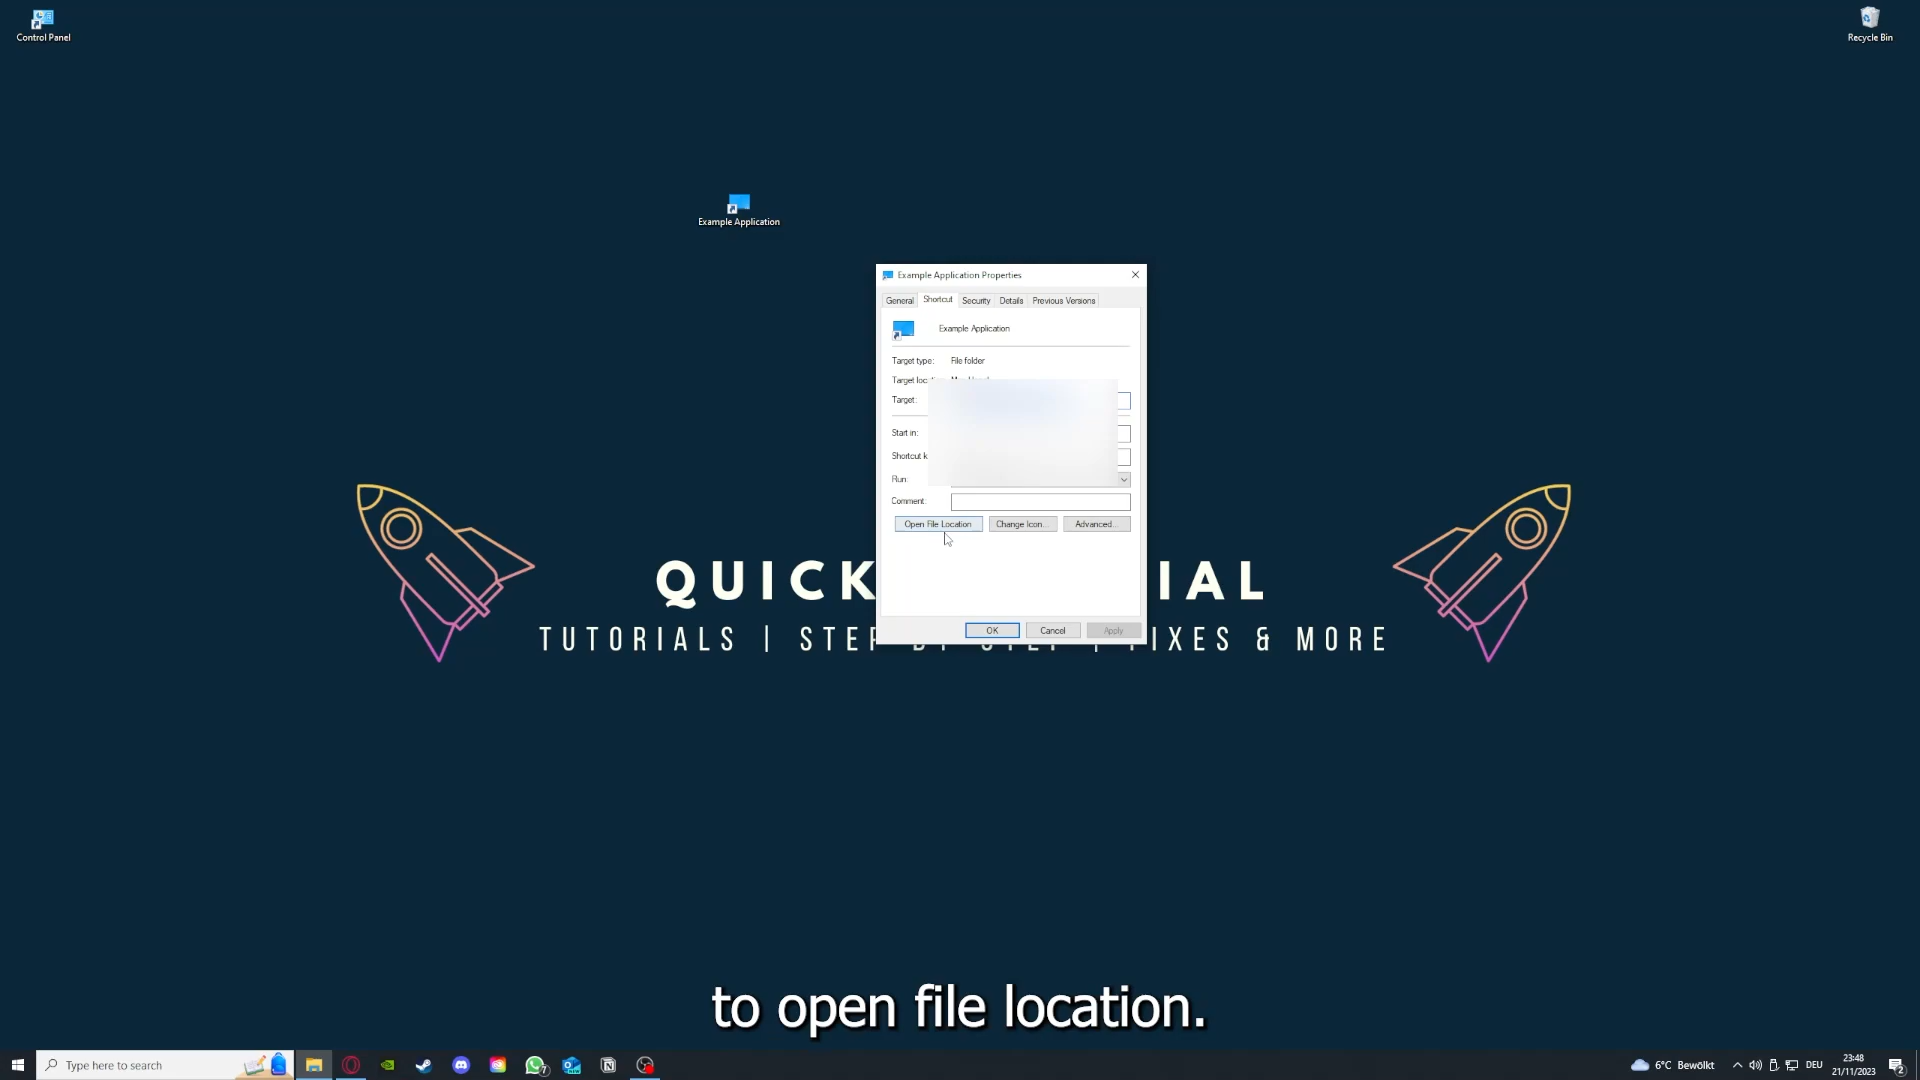 Control Panel
Recycle Bin
Example Application
Example Application Properties
General Shortcut Security Details Previous Versions
Example Application
Target type: File folder
Target
Target:
Start in:
Shortcut k
Run:
Comment:
Open File Location Change Icon... Advanced...
QUICK IAL
TUTORIALS | STEP BY STEP | FIXES & MORE
OK Cancel Apply
to open file location.
Type here to search
7
6°C Bewölkt
DEU
23:48
21/11/2023
2